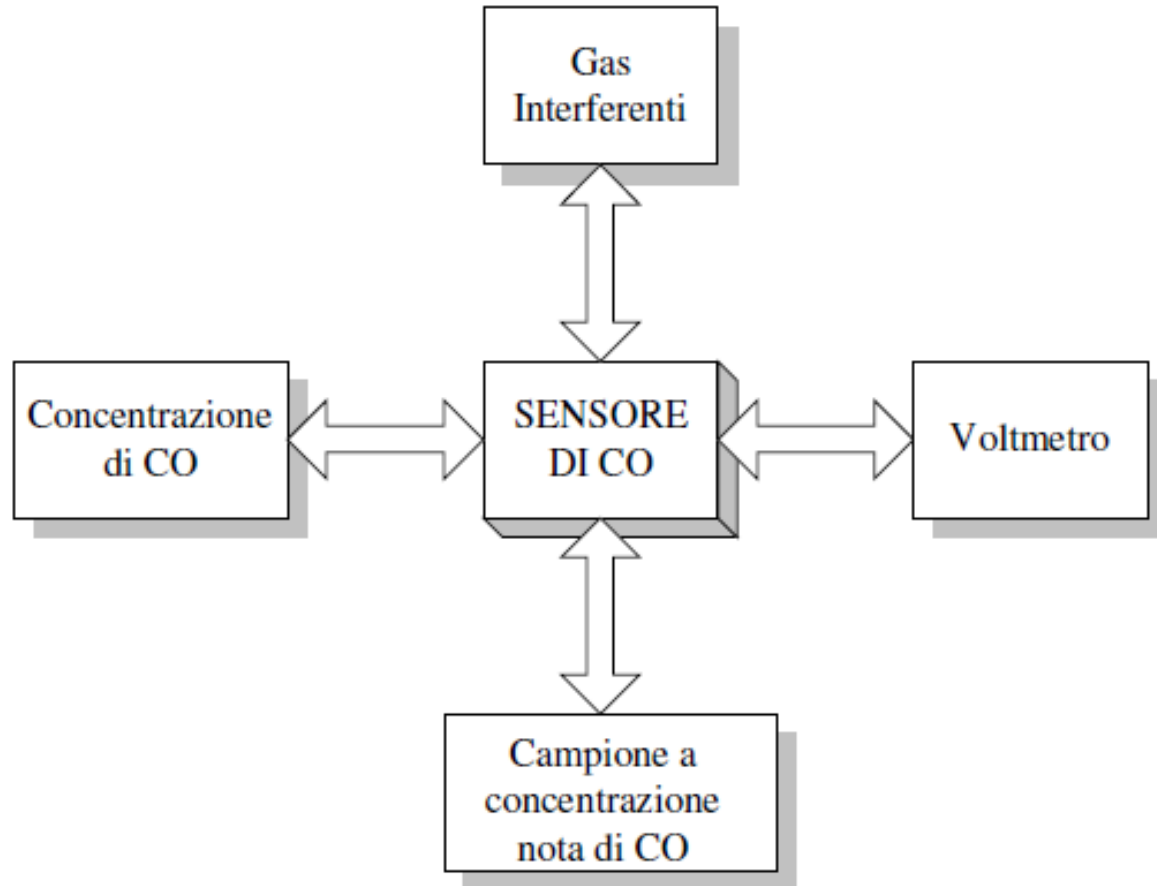 Gas
Interferenti
Concentrazione
di CO
SENSORE
DI CO
Voltmetro
Campione a
concentrazione
nota di CO